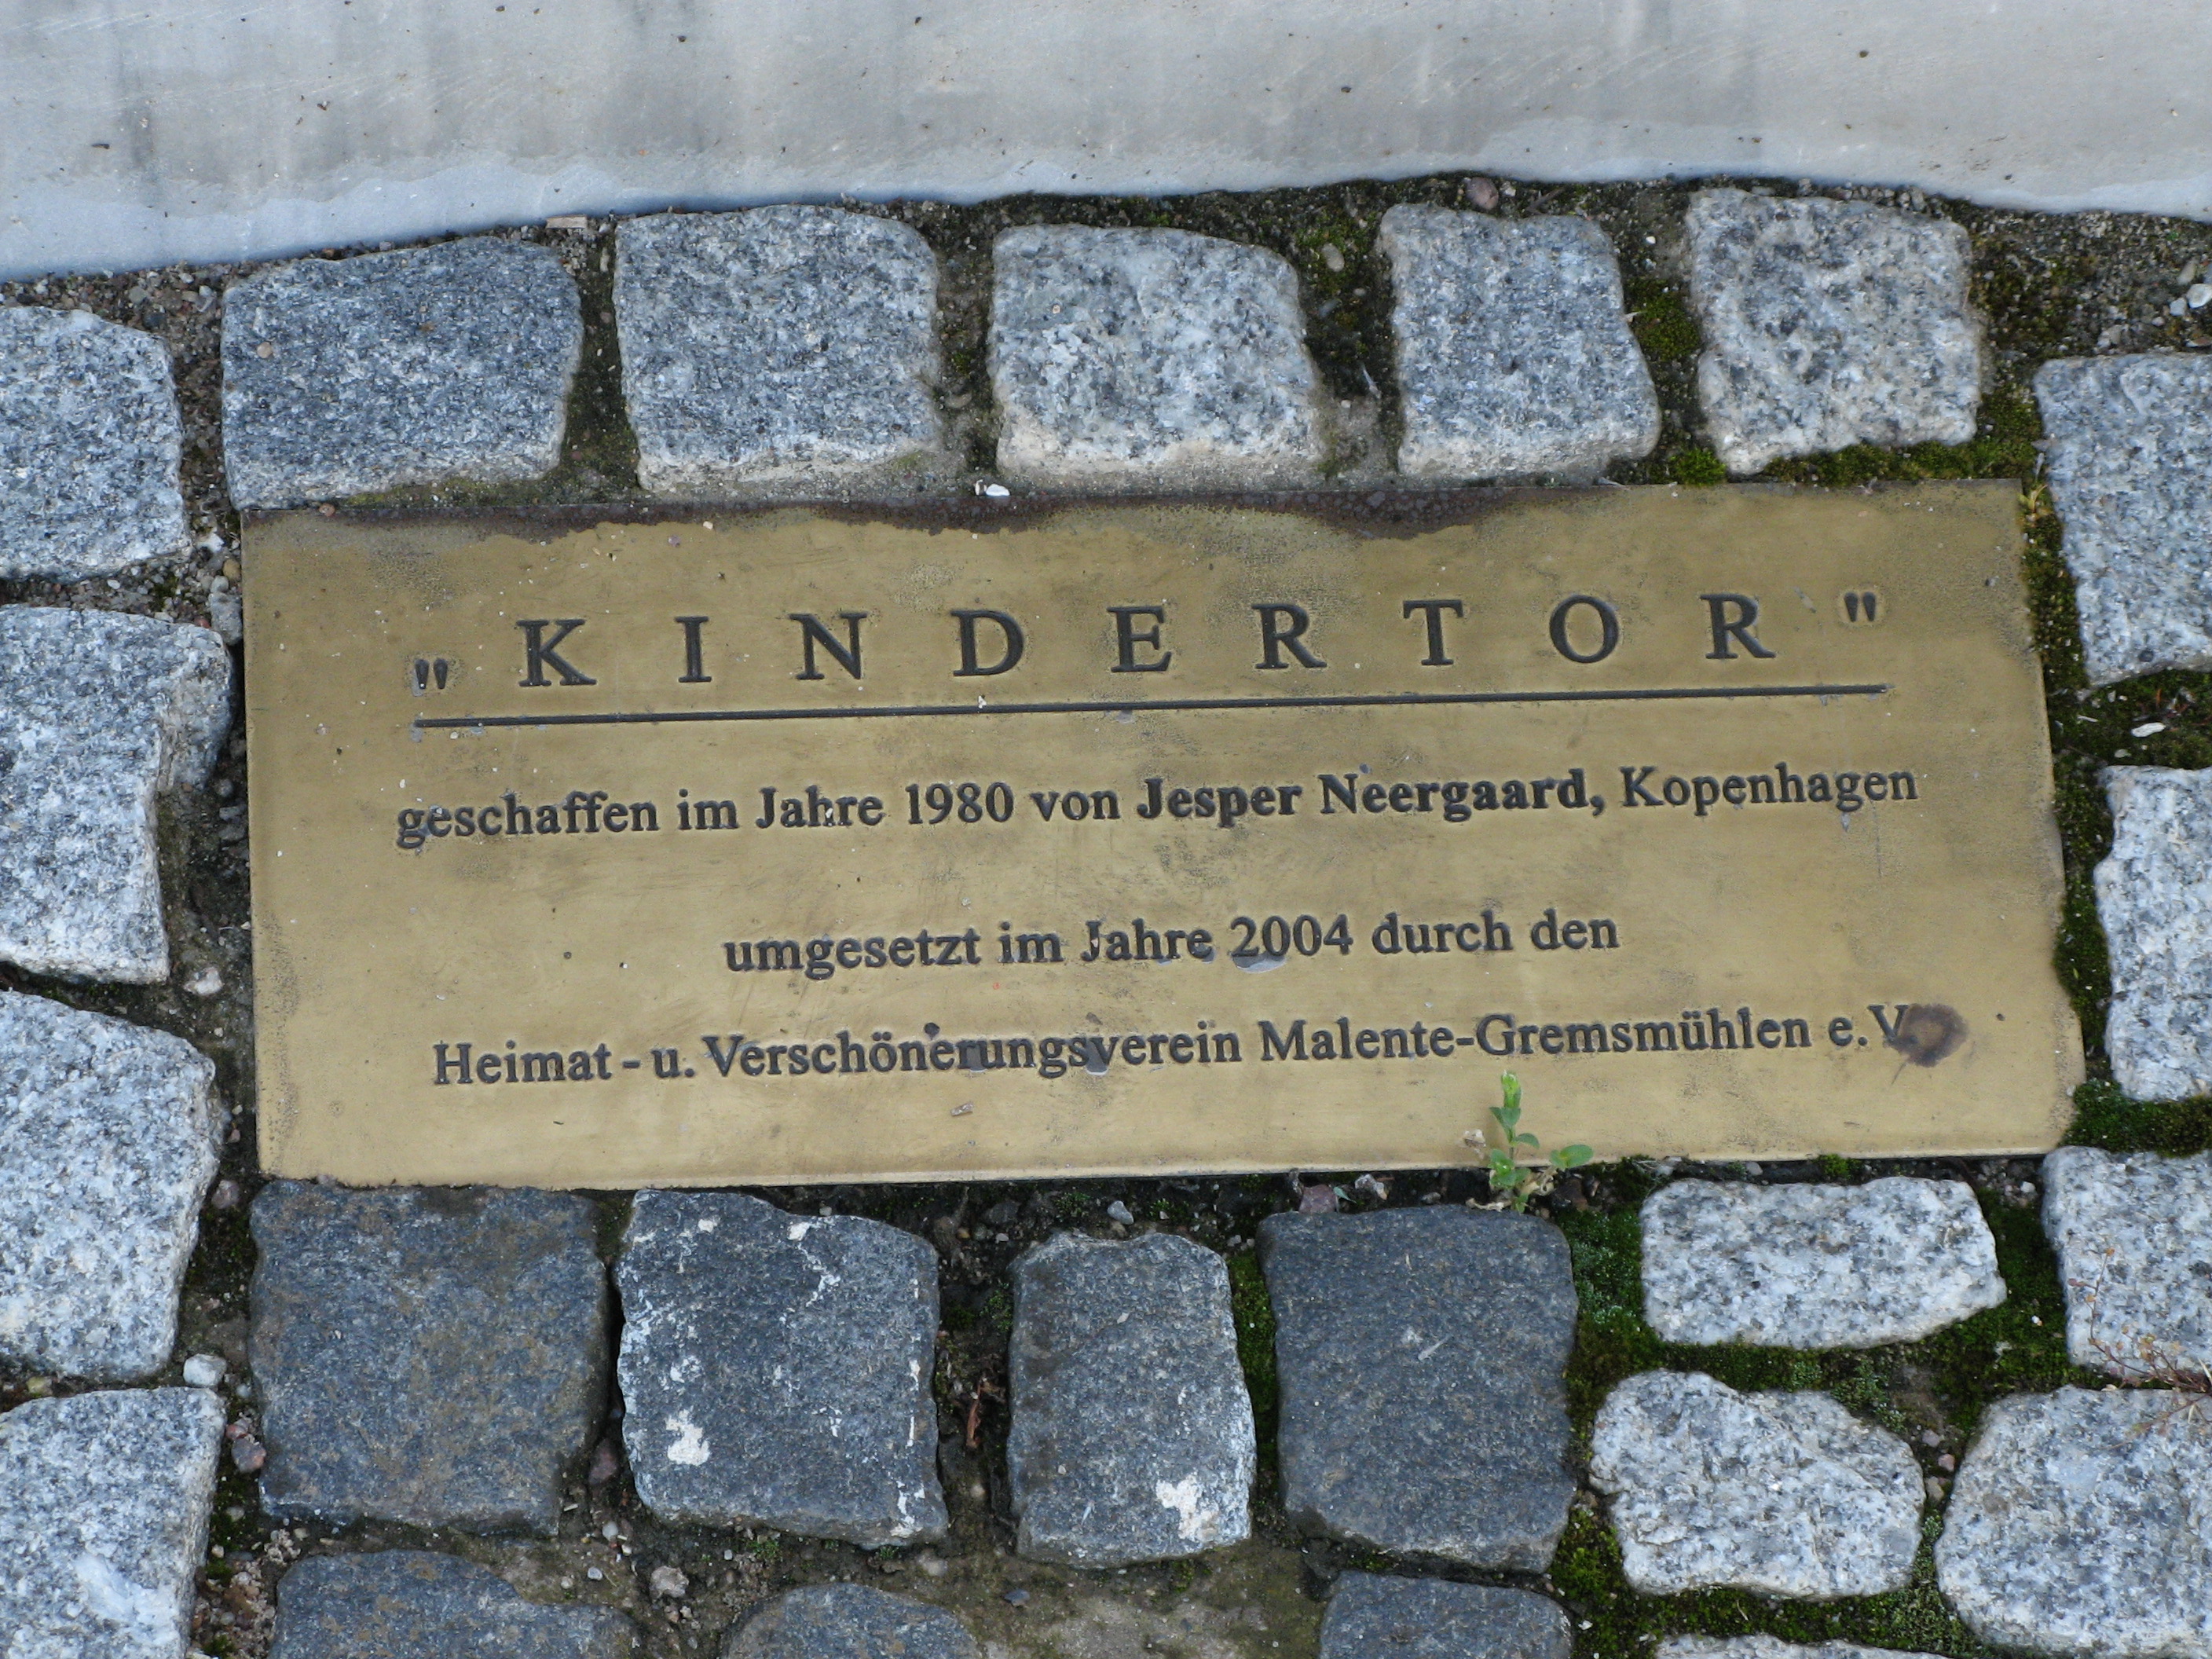 „KINDERTOR"
geschaffen im Jahre 1980 von Jesper Neergaard, Kopenhagen
umgesetzt im Jahre 2004 durch den
Heimat - u. Verschönerungsverein Malente-Gremsmühlen e.V.